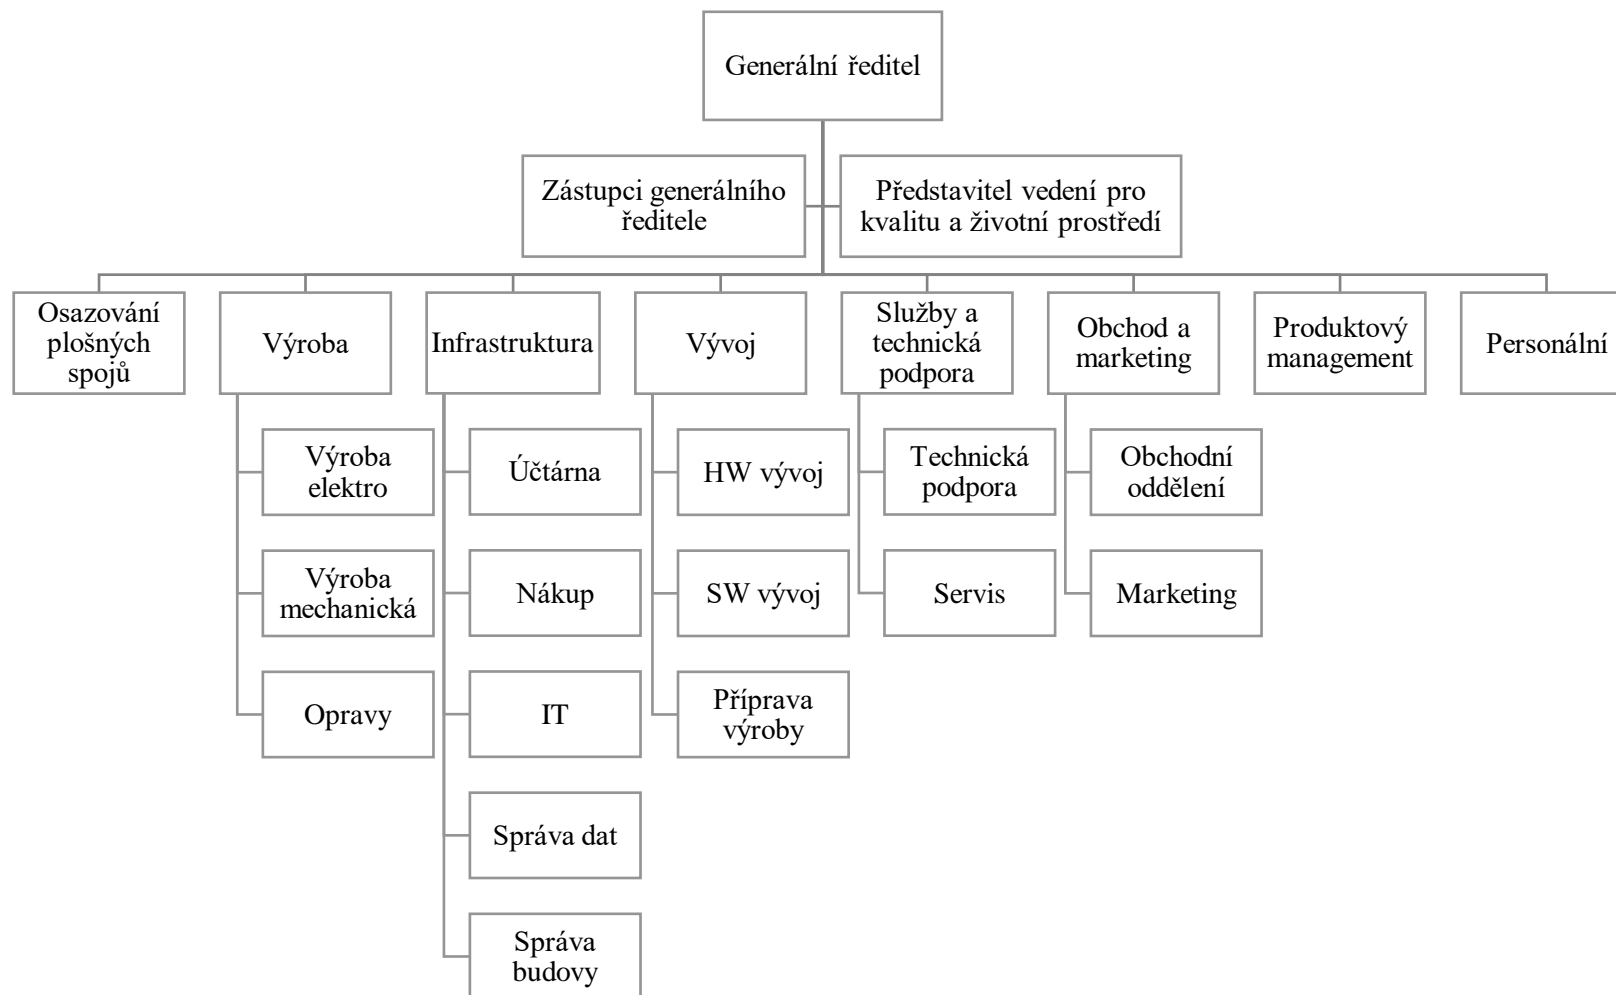 Generální ředitel
Zástupci generálního
ředitele
Představitel vedení pro
kvalitu a životní prostředí
Osazování
plošných
spojů
Výroba
Infrastruktura
Vývoj
Služby a
technická
podpora
Obchod a
marketing
Produktový
management
Personální
Výroba
elektro
Výroba
mechanická
Opravy
Účtárna
Nákup
IT
Správa dat
Správa
budovy
HW vývoj
SW vývoj
Příprava
výroby
Technická
podpora
Servis
Obchodní
oddělení
Marketing